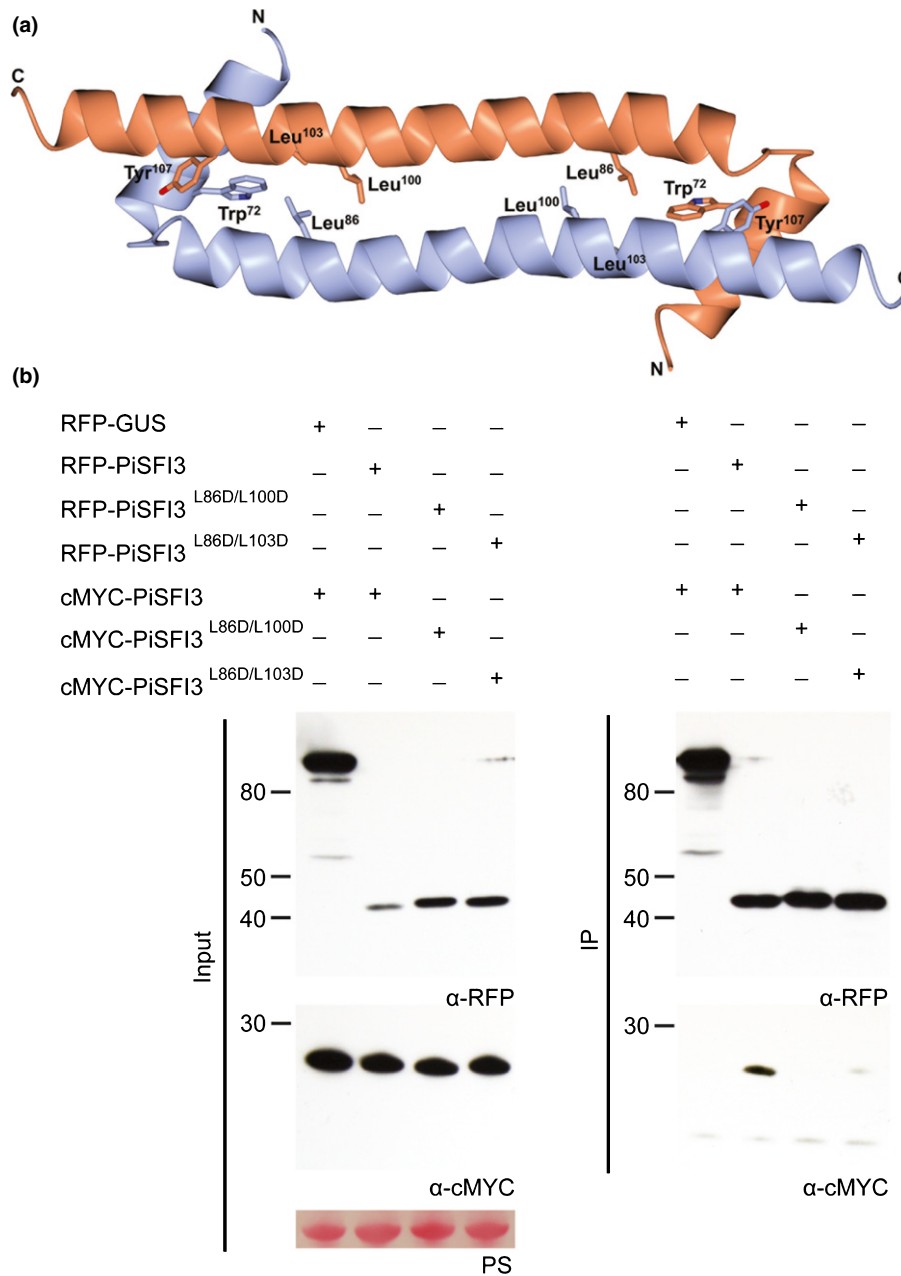 (a)
N
C
Leu103
Tyr107
Leu100
Leu86
Trp72
Trp72
Leu86
Leu100
Tyr107
Leu103
N
(b)
RFP-GUS + – – – + – – –
RFP-PiSFI3 – + – – – + – –
RFP-PiSFI3 L86D/L100D – – + – – – + –
RFP-PiSFI3 L86D/L103D – – – + – – – +
cMYC-PiSFI3 + + – – + + – –
cMYC-PiSFI3 L86D/L100D – – + – – – + –
cMYC-PiSFI3 L86D/L103D – – – + – – – +
Input
80
50
40
α-RFP
30
α-cMYC
PS
IP
80
50
40
α-RFP
30
α-cMYC